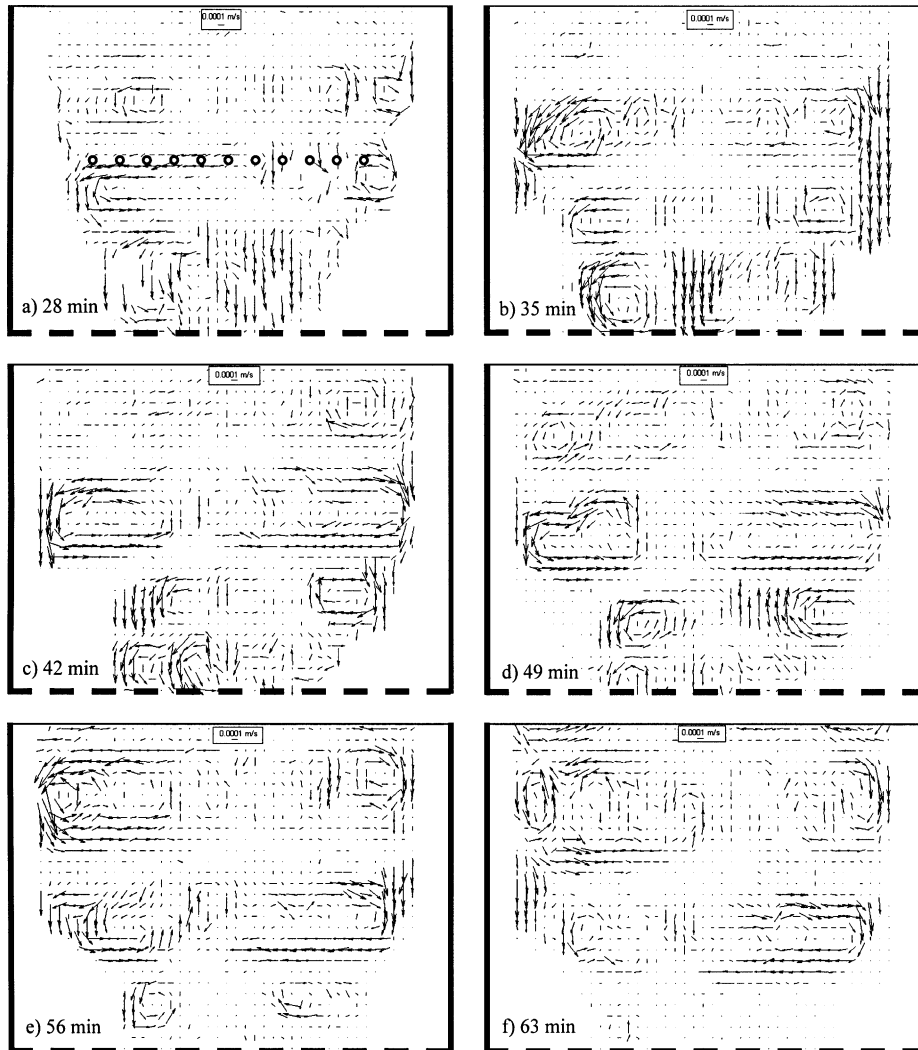 0.0001 m/s
0.0001 m/s
a) 28 min
b) 35 min
0.0001 m/s
0.0001 m/s
c) 42 min
d) 49 min
0.0001 m/s
0.0001 m/s
e) 56 min
f) 63 min